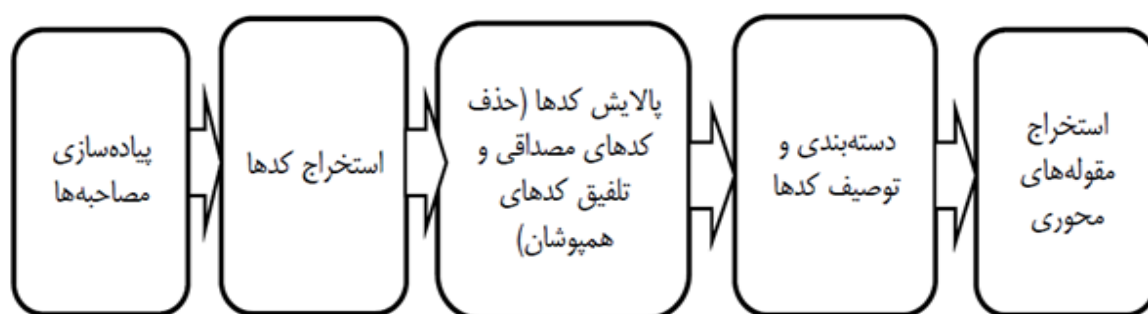 پیاده‌سازی
مصاحبه‌ها
استخراج کدها
پالایش کدها (حذف
کدهای مصداقی و
تلفیق کدهای
همپوشان)
دسته‌بندی و
توصیف کدها
استخراج
مقوله‌های
محوری